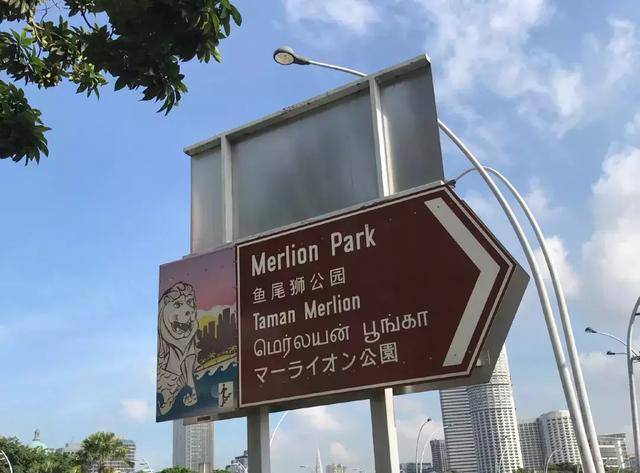 Merlion Park
鱼尾狮公园
Taman Merlion
மெர்லயன் பூங்கா
マーライオン公園